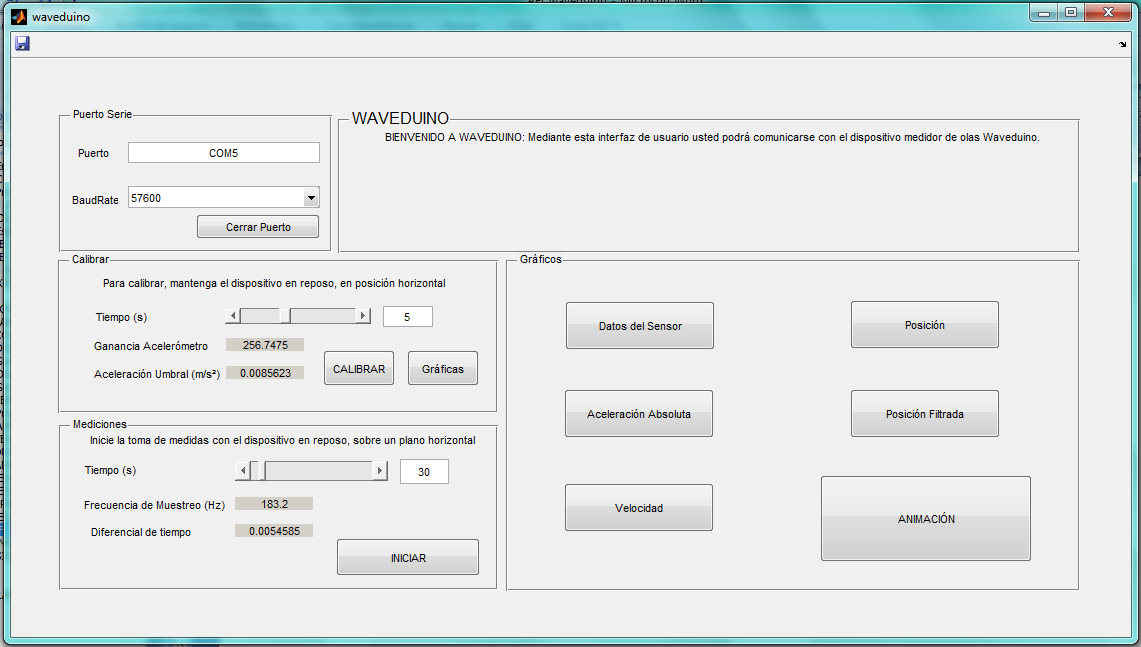 waveduino
Puerto Serie
Puerto
COM5
BaudRate
57600
Cerrar Puerto
WAVEDUINO
BIENVENIDO A WAVEDUINO: Mediante esta interfaz de usuario usted podrá comunicarse con el dispositivo medidor de olas Waveduino.
Calibrar
Para calibrar, mantenga el dispositivo en reposo, en posición horizontal
Tiempo (s)
5
Ganancia Acelerómetro
256.7475
Aceleración Umbral (m/s²)
0.0085623
CALIBRAR
Gráficas
Mediciones
Inicie la toma de medidas con el dispositivo en reposo, sobre un plano horizontal
Tiempo (s)
30
Frecuencia de Muestreo (Hz)
183.2
Diferencial de tiempo
0.0054585
INICIAR
Gráficos
Datos del Sensor
Posición
Aceleración Absoluta
Posición Filtrada
Velocidad
ANIMACIÓN